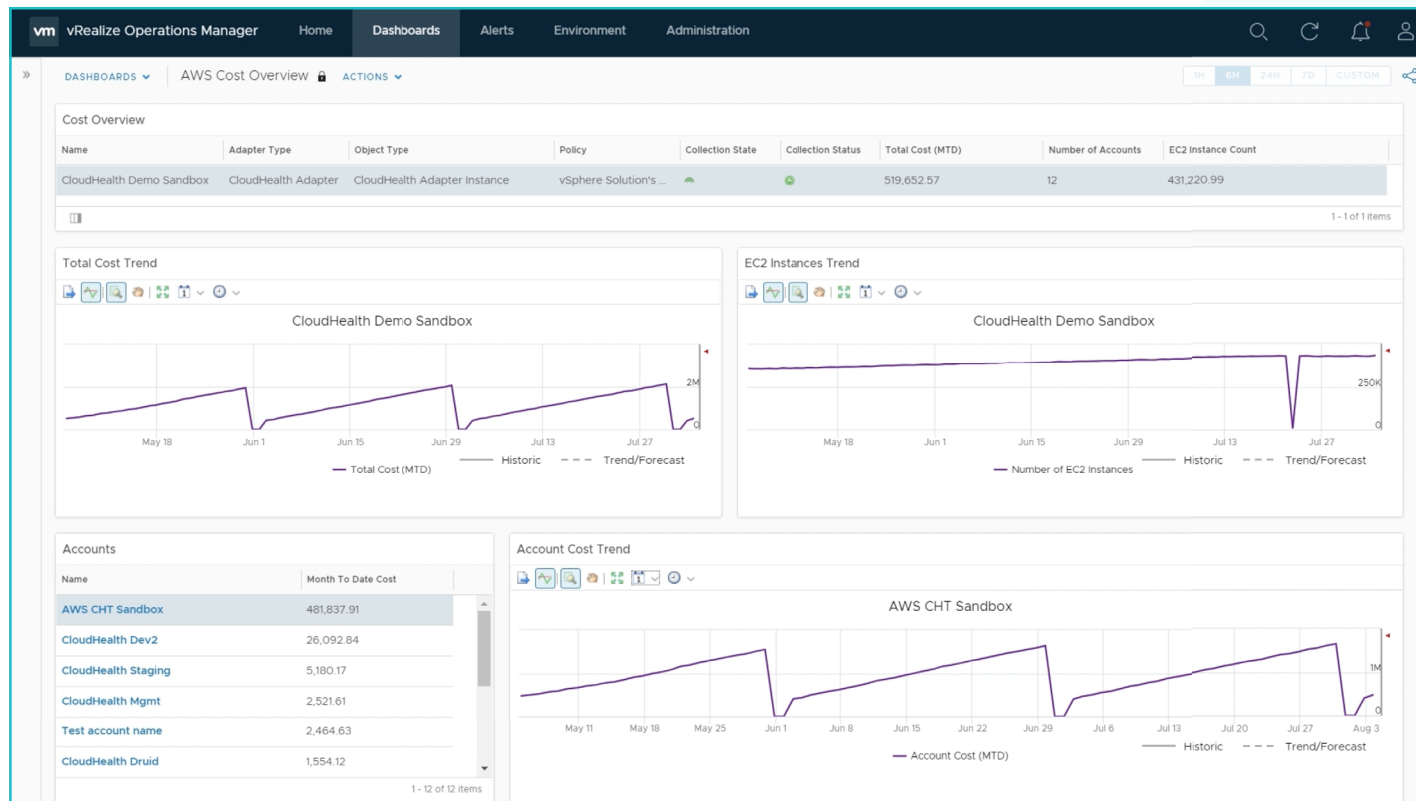 vm vRealize Operations Manager Home Dashboards Alerts Environment Administration
DASHBOARDS AWS Cost Overview ACTIONS 1H 6H 24H 7D CUSTOM
Cost Overview
Name Adapter Type Object Type Policy Collection State Collection Status Total Cost (MTD) Number of Accounts EC2 Instance Count
CloudHealth Demo Sandbox CloudHealth Adapter CloudHealth Adapter Instance vSphere Solution's ... 519,652.57 12 431,220.99
1 - 1 of 1 items
Total Cost Trend
1
CloudHealth Demo Sandbox
2M
0
May 18 Jun 1 Jun 15 Jun 29 Jul 13 Jul 27
Historic Trend/Forecast
Total Cost (MTD)
EC2 Instances Trend
1
CloudHealth Demo Sandbox
250K
0
May 18 Jun 1 Jun 15 Jun 29 Jul 13 Jul 27
Historic Trend/Forecast
Number of EC2 Instances
Accounts
Name Month To Date Cost
AWS CHT Sandbox 481,837.91
CloudHealth Dev2 26,092.84
CloudHealth Staging 5,180.17
CloudHealth Mgmt 2,521.61
Test account name 2,464.63
CloudHealth Druid 1,554.12
1 - 12 of 12 items
Account Cost Trend
1
AWS CHT Sandbox
1M
0
May 11 May 18 May 25 Jun 1 Jun 8 Jun 15 Jun 22 Jun 29 Jul 6 Jul 13 Jul 20 Jul 27 Aug 3
Historic Trend/Forecast
Account Cost (MTD)